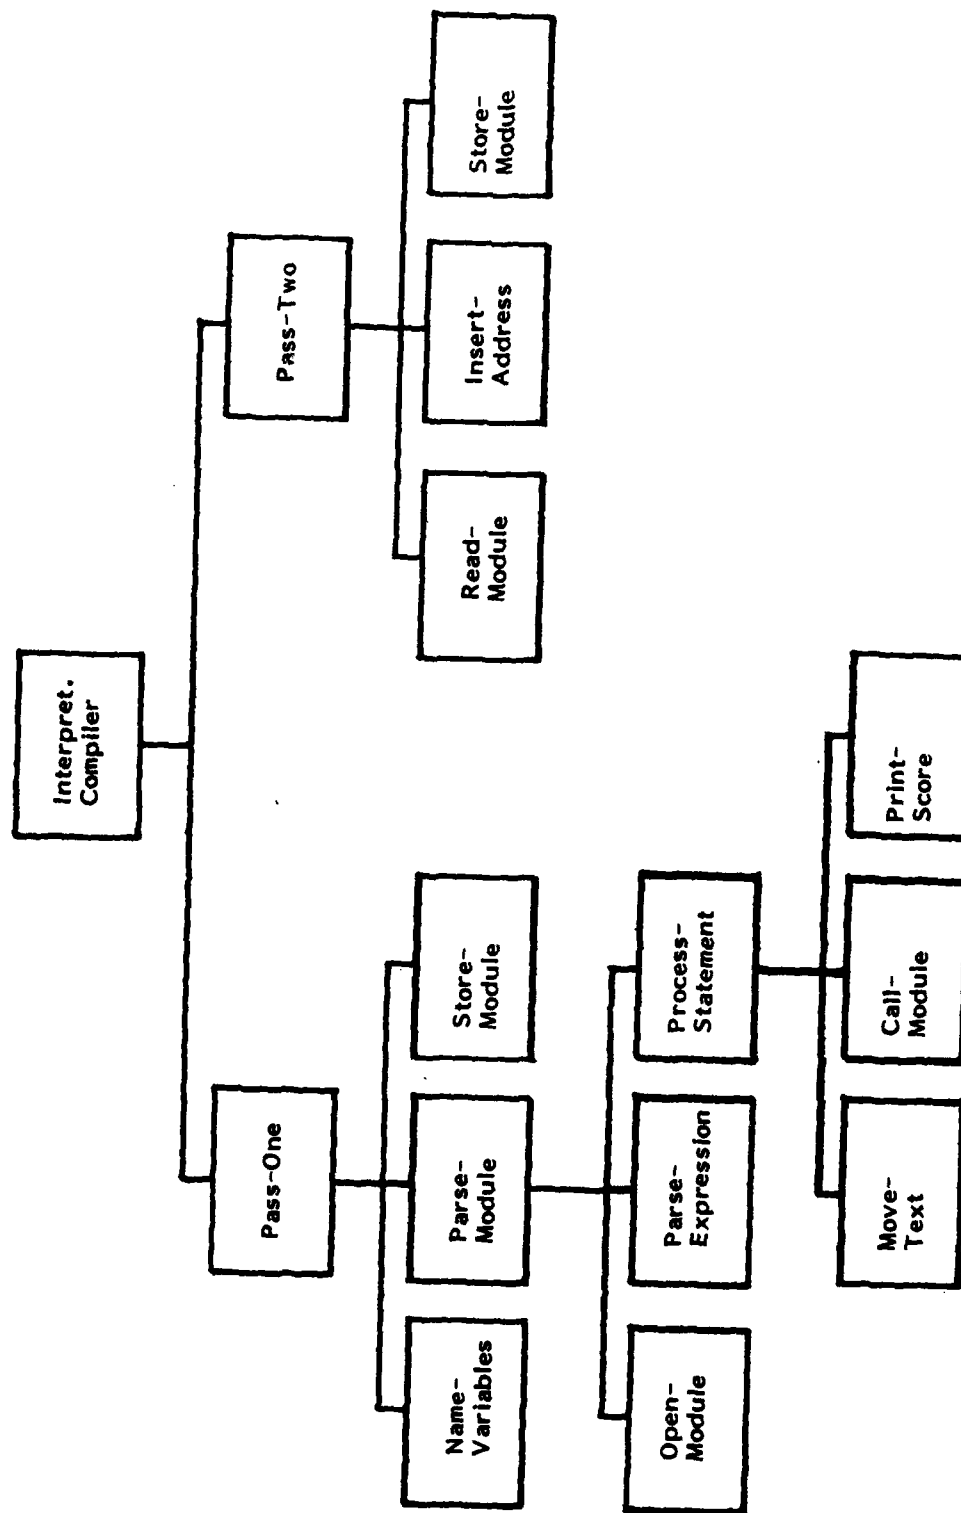 Interpret.
Compiler
Pass-One
Pass-Two
Name-
Variables
Parse-
Module
Store-
Module
Read-
Module
Insert-
Address
Store-
Module
Open-
Module
Parse-
Expression
Process-
Statement
Move-
Text
Call-
Module
Print-
Score